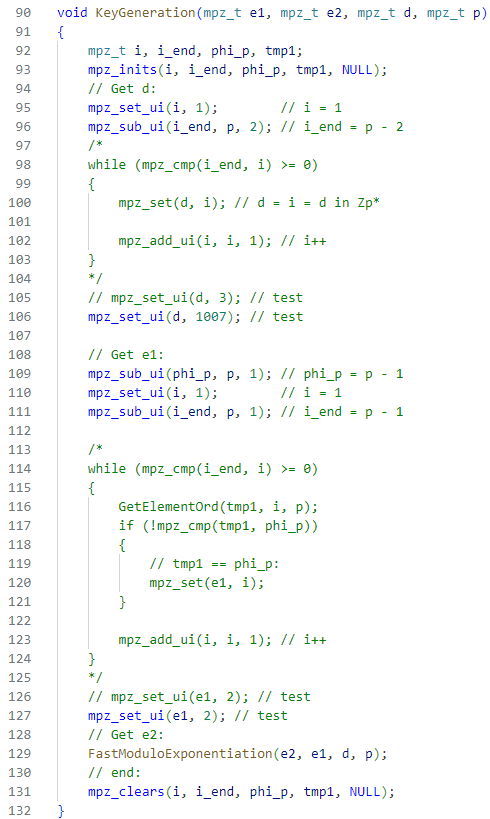 90 void KeyGeneration(mpz_t e1, mpz_t e2, mpz_t d, mpz_t p)
91 {
92     mpz_t i, i_end, phi_p, tmp1;
93     mpz_inits(i, i_end, phi_p, tmp1, NULL);
94     // Get d:
95     mpz_set_ui(i, 1);        // i = 1
96     mpz_sub_ui(i_end, p, 2); // i_end = p - 2
97     /*
98     while (mpz_cmp(i_end, i) >= 0)
99     {
100         mpz_set(d, i); // d = i = d in Zp*
101
102         mpz_add_ui(i, i, 1); // i++
103     }
104     */
105     // mpz_set_ui(d, 3); // test
106     mpz_set_ui(d, 1007); // test
107
108     // Get e1:
109     mpz_sub_ui(phi_p, p, 1); // phi_p = p - 1
110     mpz_set_ui(i, 1);        // i = 1
111     mpz_sub_ui(i_end, p, 1); // i_end = p - 1
112
113     /*
114     while (mpz_cmp(i_end, i) >= 0)
115     {
116         GetElementOrd(tmp1, i, p);
117         if (!mpz_cmp(tmp1, phi_p))
118         {
119             // tmp1 == phi_p:
120             mpz_set(e1, i);
121         }
122
123         mpz_add_ui(i, i, 1); // i++
124     }
125     */
126     // mpz_set_ui(e1, 2); // test
127     mpz_set_ui(e1, 2); // test
128     // Get e2:
129     FastModuloExponentiation(e2, e1, d, p);
130     // end:
131     mpz_clears(i, i_end, phi_p, tmp1, NULL);
132 }